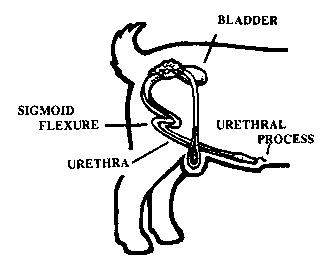 BLADDER
SIGMOID
FLEXURE
URETHRAL
PROCESS
URETHRA